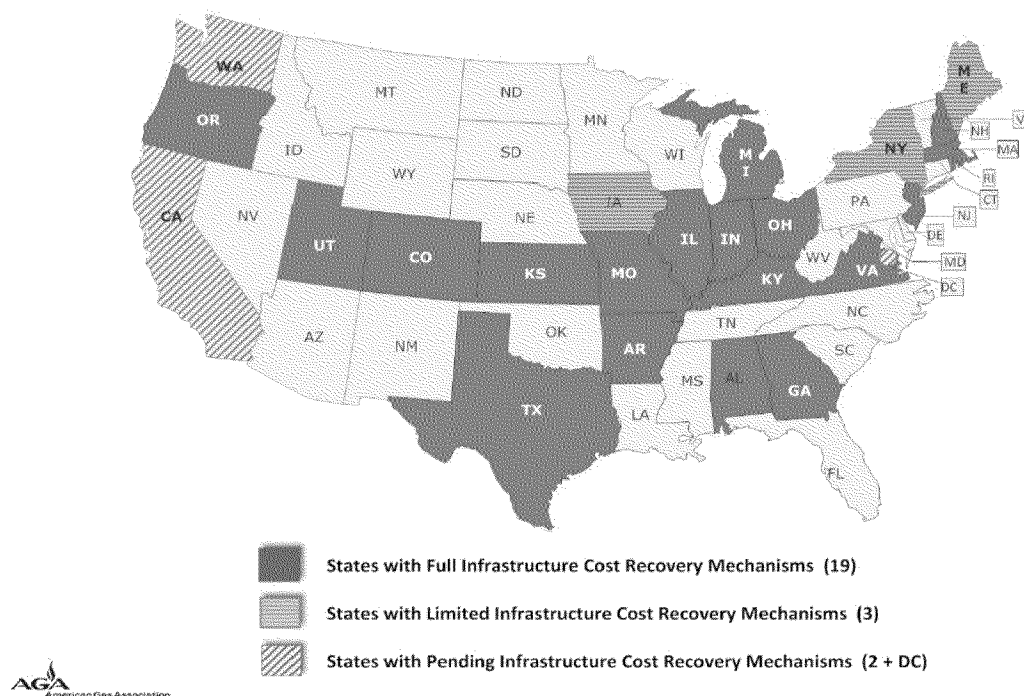 WA
MT
ND
MN
M
E
OR
ID
SD
WI
M
I
NY
NH
MA
WY
IA
RI
CT
PA
NJ
CA
NV
NE
IL
IN
OH
DE
UT
CO
KS
MO
WV
VA
MD
KY
DC
AZ
NM
OK
AR
TN
NC
SC
MS
AL
GA
TX
LA
FL
States with Full Infrastructure Cost Recovery Mechanisms (19)
States with Limited Infrastructure Cost Recovery Mechanisms (3)
States with Pending Infrastructure Cost Recovery Mechanisms (2 + DC)
AGA
American Gas Association